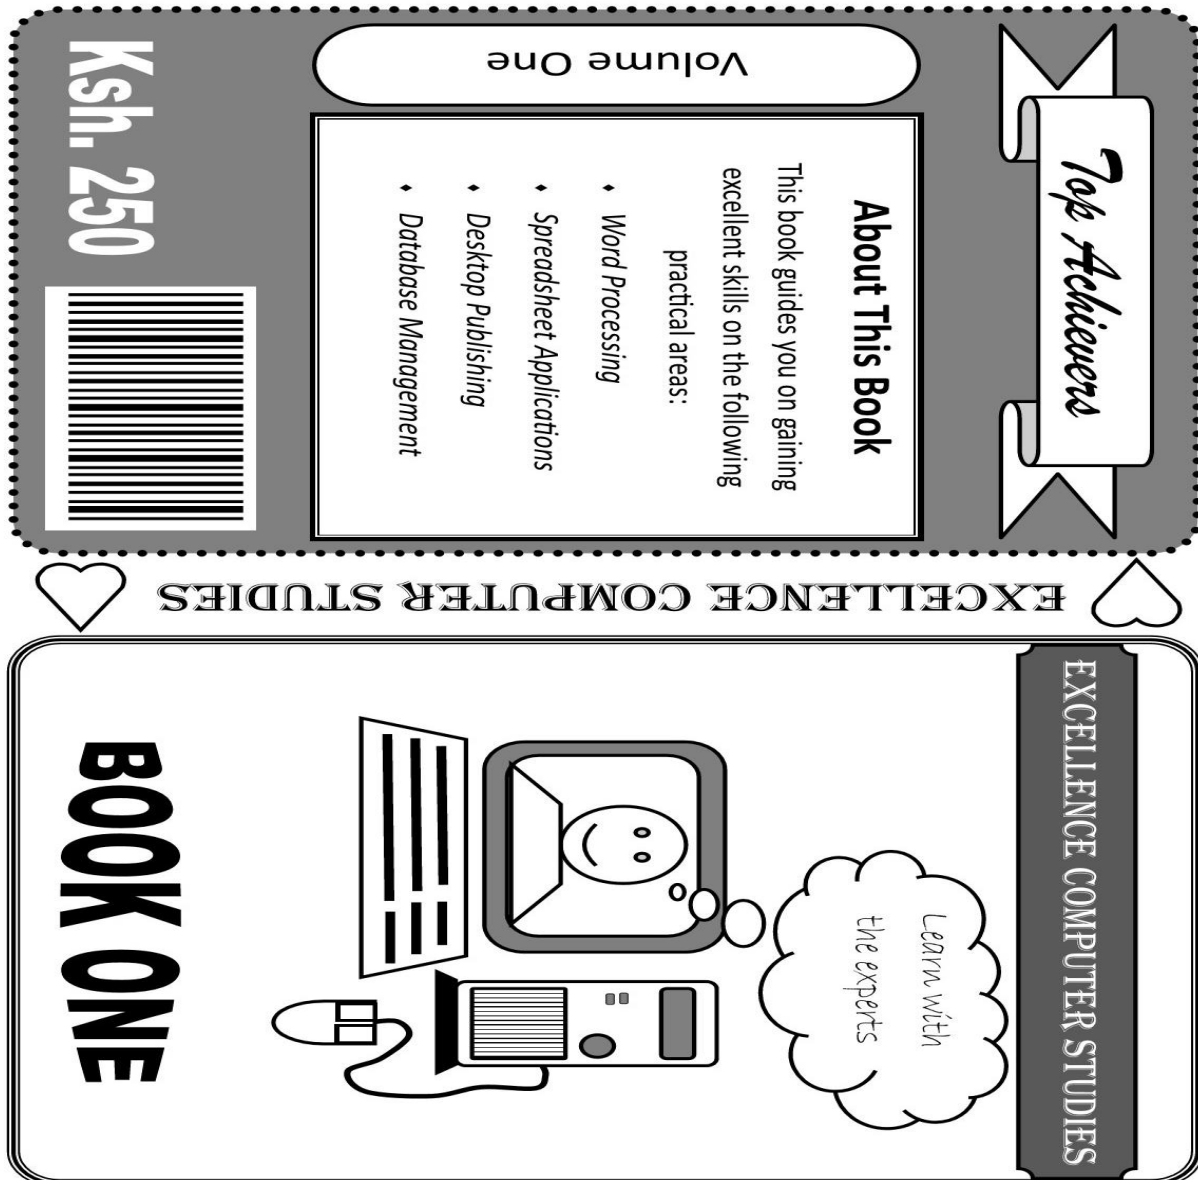 Top Achievers
Volume One
About This Book
This book guides you on gaining
excellent skills on the following
practical areas:
♦ Word Processing
♦ Spreadsheet Applications
♦ Desktop Publishing
♦ Database Management
Ksh. 250
EXCELLENCE COMPUTER STUDIES
EXCELLENCE COMPUTER STUDIES
Learn with
the experts
BOOK ONE